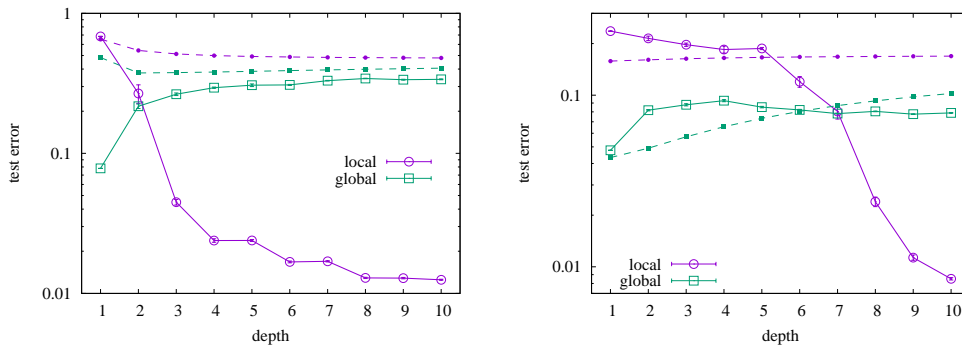 1
0.1
0.01
test error
local
global
1 2 3 4 5 6 7 8 9 10
depth
0.1
0.01
test error
local
global
1 2 3 4 5 6 7 8 9 10
depth